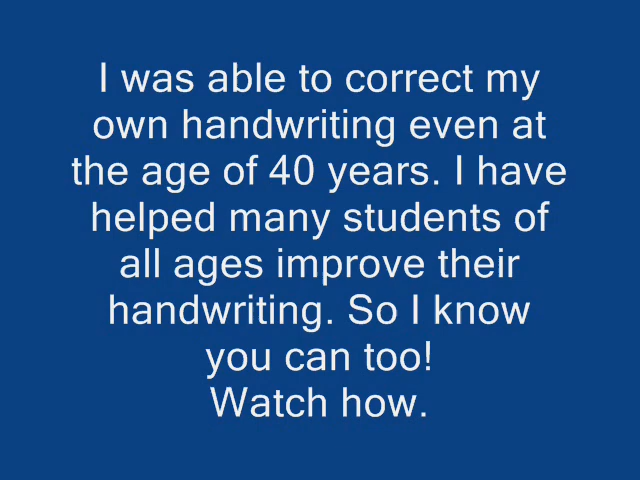 I was able to correct my
own handwriting even at
the age of 40 years. I have
helped many students of
all ages improve their
handwriting. So I know
you can too!
Watch how.